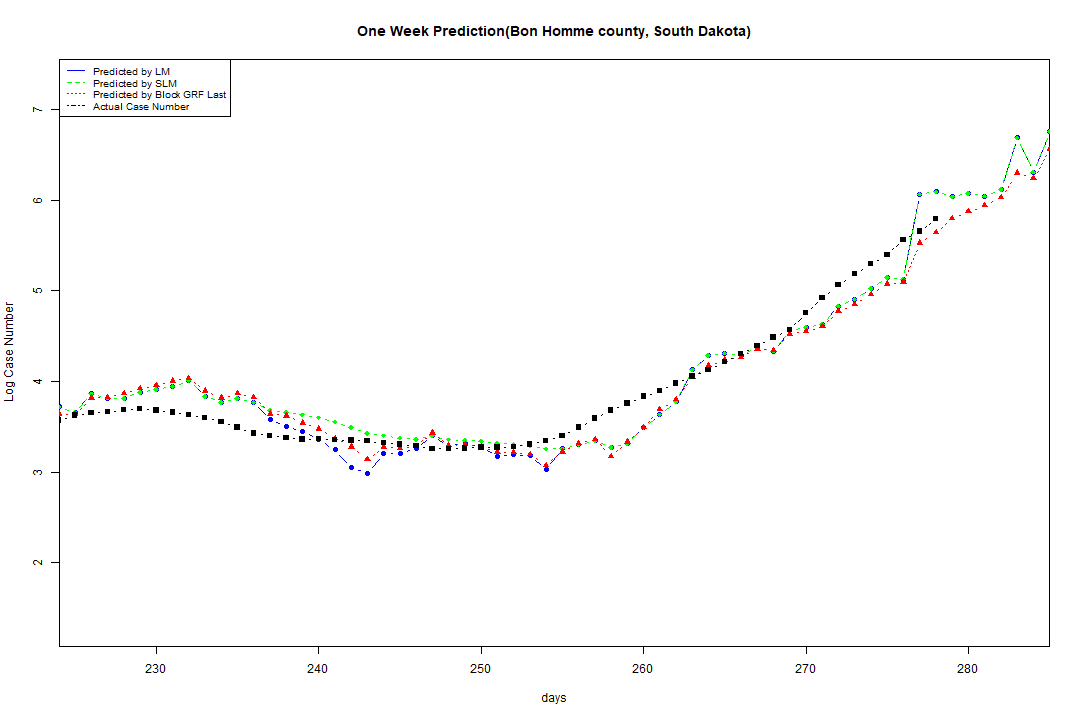 One Week Prediction(Bon Homme county, South Dakota)
Predicted by LM
Predicted by SLM
Predicted by Block GRF Last
Actual Case Number
7
6
5
4
3
2
Log Case Number
230 240 250 260 270 280
days